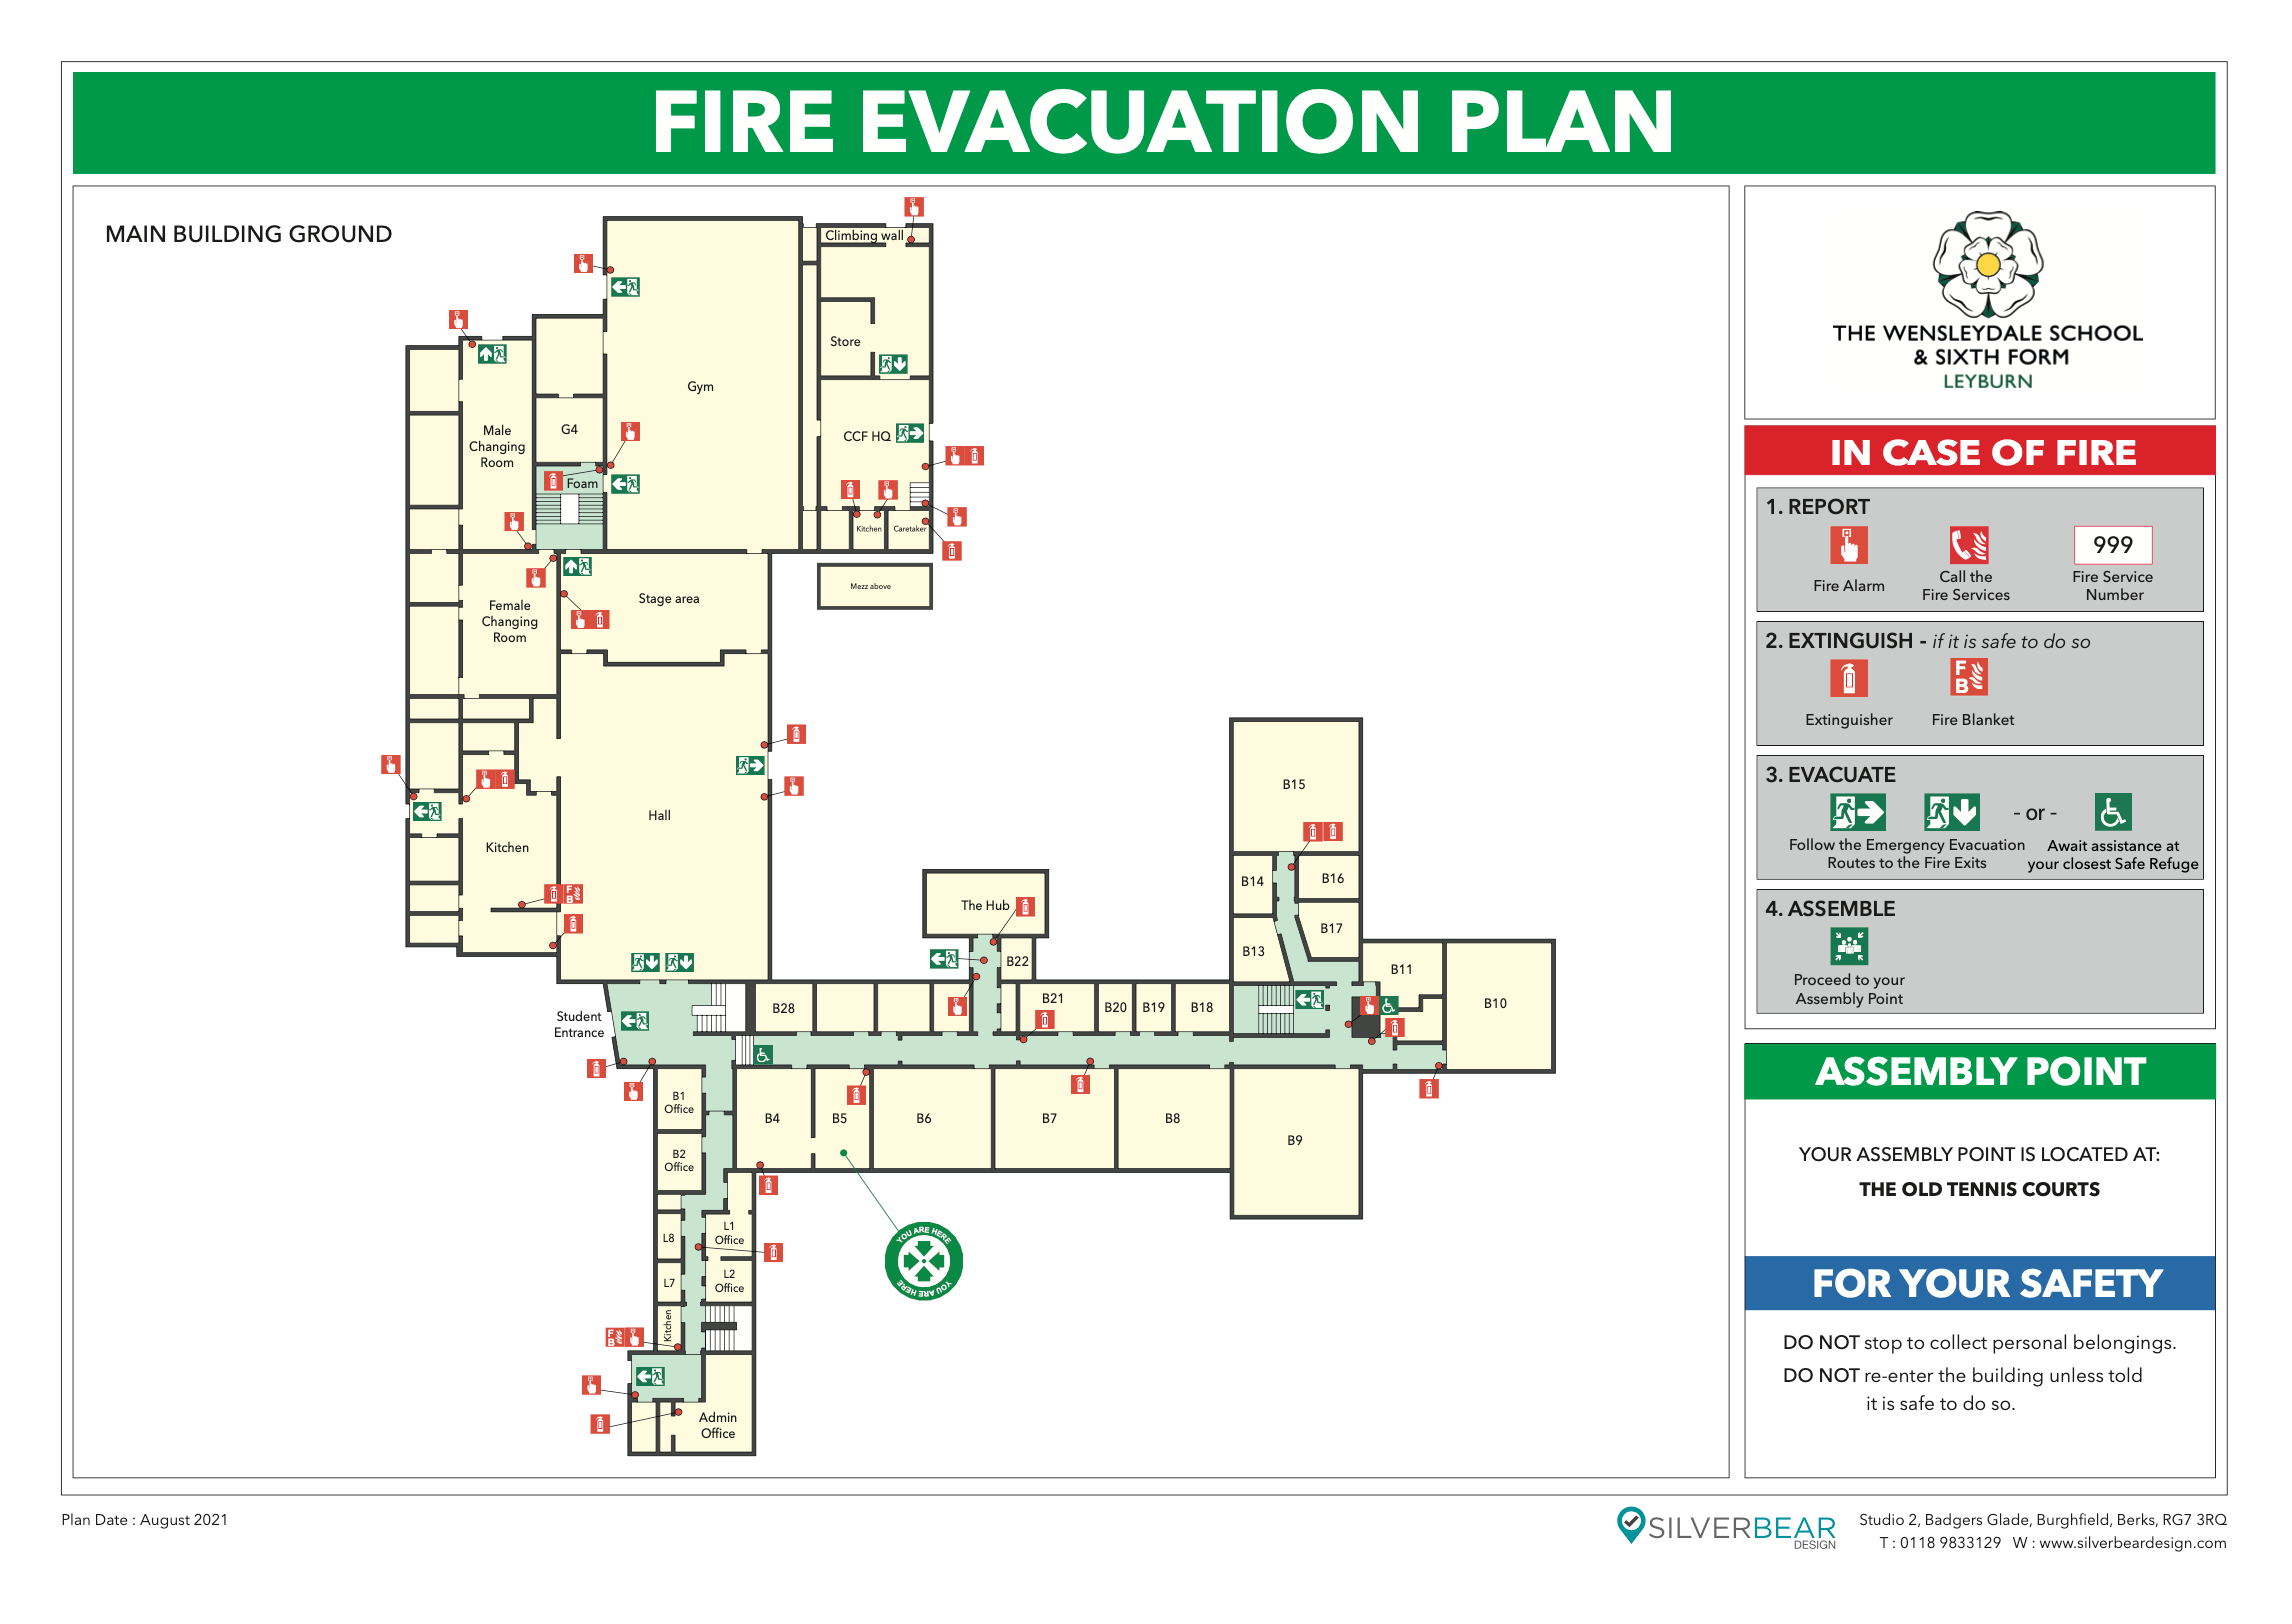 FIRE EVACUATION PLAN
MAIN BUILDING GROUND
Climbing wall
Store
Gym
Male
Changing
Room
G4
CCF HQ
Foam
Kitchen
Caretaker
Mezz above
Stage area
Female
Changing
Room
Hall
Kitchen
F
B
The Hub
B22
B15
B14
B16
B17
B13
B11
B10
Student
Entrance
B28
B21
B20
B19
B18
B1
Office
B2
Office
B4
B5
B6
B7
B8
B9
L8
L1
Office
L7
L2
Office
Kitchen
F
B
Admin
Office
YOU ARE HERE
YOU ARE HERE
THE WENSLEYDALE SCHOOL
& SIXTH FORM
LEYBURN
IN CASE OF FIRE
1. REPORT
999
Fire Alarm
Call the
Fire Services
Fire Service
Number
2. EXTINGUISH - if it is safe to do so
F
B
Extinguisher
Fire Blanket
3. EVACUATE
- or -
Follow the Emergency Evacuation
Routes to the Fire Exits
Await assistance at
your closest Safe Refuge
4. ASSEMBLE
Proceed to your
Assembly Point
ASSEMBLY POINT
YOUR ASSEMBLY POINT IS LOCATED AT:
THE OLD TENNIS COURTS
FOR YOUR SAFETY
DO NOT stop to collect personal belongings.
DO NOT re-enter the building unless told
it is safe to do so.
Plan Date : August 2021
SILVERBEAR
DESIGN
Studio 2, Badgers Glade, Burghfield, Berks, RG7 3RQ
T : 0118 9833129 W : www.silverbeardesign.com